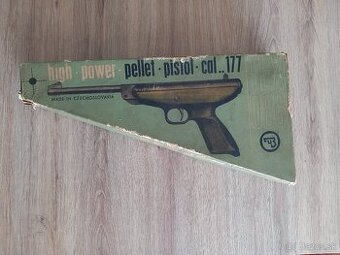 high · power · pellet · pistol · cal..177
MADE IN CZECHOSLOVAKIA